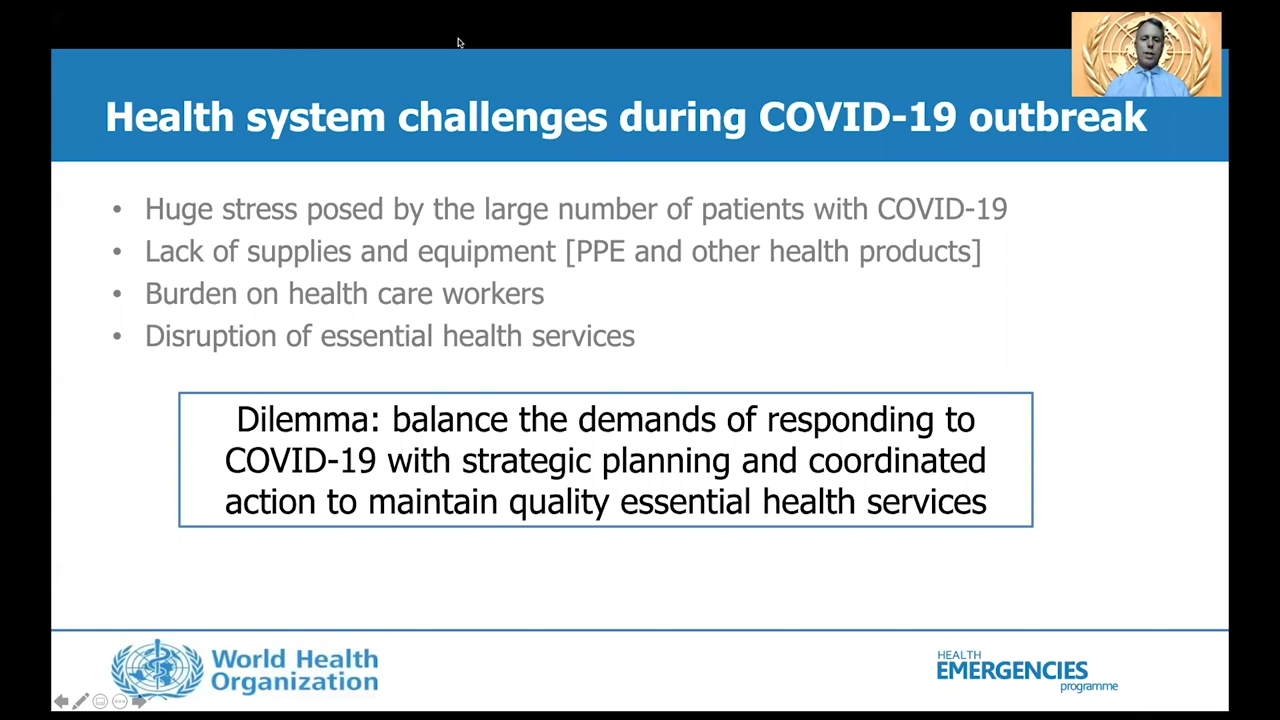 Health system challenges during COVID-19 outbreak
• Huge stress posed by the large number of patients with COVID-19
• Lack of supplies and equipment [PPE and other health products]
• Burden on health care workers
• Disruption of essential health services
Dilemma: balance the demands of responding to
COVID-19 with strategic planning and coordinated
action to maintain quality essential health services
World Health
Organization
HEALTH
EMERGENCIES
programme